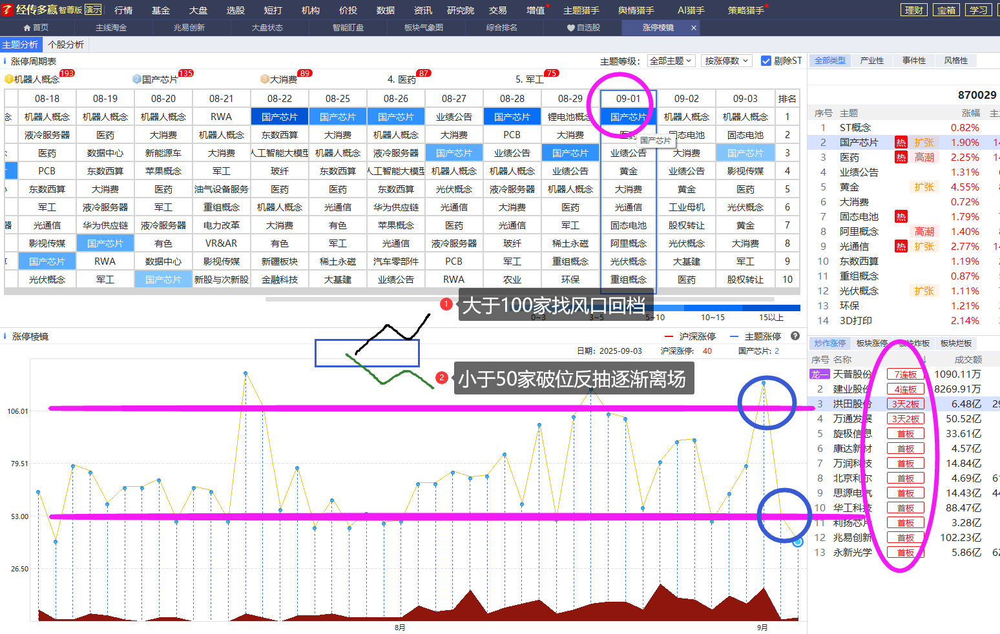 经传多赢 智尊版 演示 行情 基金 大盘 选股 短打 机构 价投 数据 资讯 研究院 交易 增值 主题猎手 舆情猎手 AI猎手 策略猎手 理财 宝箱 学习
首页 主线淘金 兆易创新 大盘状态 智能盯盘 板块气象图 综合排名 自选股 涨停棱镜 ×
主题分析 个股分析
涨停周期表 主题等级: 全部主题 按涨停数 剔除ST
1 机器人概念 193 2 国产芯片 135 3 大消费 89 4. 医药 87 5. 军工 75
08-18 08-19 08-20 08-21 08-22 08-25 08-26 08-27 08-28 08-29 09-01 09-02 09-03 排名
机器人概念 机器人概念 机器人概念 RWA 国产芯片 国产芯片 国产芯片 业绩公告 国产芯片 锂电池概念 国产芯片 机器人概念 机器人概念 1
液冷服务器 医药 大消费 机器人概念 东数西算 大消费 机器人概念 大消费 PCB 大消费 医药 固态电池 固态电池 2
国产芯片
医药 数据中心 新能源车 大消费 人工智能大模型 机器人概念 液冷服务器 国产芯片 业绩公告 国产芯片 业绩公告 大消费 国产芯片 3
PCB 东数西算 苹果概念 军工 玻纤 东数西算 人工智能大模型 机器人概念 机器人概念 业绩公告 黄金 业绩公告 影视传媒 4
东数西算 大消费 医药 油气设备服务 医药 医药 东数西算 光伏概念 液冷服务器 机器人概念 大消费 黄金 医药 5
军工 液冷服务器 军工 重组概念 机器人概念 光通信 华为供应链 光通信 大消费 医药 光通信 工业母机 光伏概念 6
光通信 华为供应链 液冷服务器 电力改革 大消费 有色 苹果概念 医药 光通信 军工 固态电池 股权转让 黄金 7
影视传媒 国产芯片 有色 VR&AR 有色 军工 光通信 液冷服务器 玻纤 稀土永磁 阿里概念 光伏概念 大消费 8
国产芯片 RWA 数据中心 影视传媒 新疆板块 稀土永磁 汽车零部件 PCB 军工 重组概念 光伏概念 大基建 军工 9
光伏概念 军工 国产芯片 新股与次新股 金融科技 大基建 业绩公告 RWA 农业 环保 重组概念 医药 股权转让 10
1 大于100家找风口回档
0~3 3~5 5~10 10~15 15以上
涨停棱镜 沪深涨停 主题涨停 ?
日期: 2025-09-03 沪深涨停: 40 国产芯片: 2
2 小于50家破位反抽逐渐离场
106.01
79.51
53.00
26.50
8月 9月
全部类型 产业性 事件性 风格性
870029
序号 主题 涨幅
1 ST概念 0.82%
2 国产芯片 热 扩张 1.90%
3 医药 热 高潮 2.25%
4 业绩公告 1.31%
5 黄金 扩张 4.55%
6 大消费 0.72%
7 固态电池 热 1.79%
8 阿里概念 高潮 1.40%
9 光通信 热 扩张 2.77%
10 东数西算 1.19%
11 重组概念 0.87%
12 光伏概念 扩张 1.11%
13 环保 1.21%
14 3D打印 2.14%
炒作涨停 板块涨停 板块炸板 板块烂板
序号 名称 ↓ 成交额
龙一 天普股份 7连板 1090.11万
2 建业股份 4连板 8269.91万
3 洪田股份 3天2板 6.48亿
4 万通发展 3天2板 50.52亿
5 旋极信息 首板 33.61亿
6 康达新材 首板 4.57亿
7 万润科技 首板 14.84亿
8 北京利尔 首板 4.69亿
9 思源电气 首板 14.43亿
10 华工科技 首板 88.47亿
11 利扬芯片 首板 3.28亿
12 兆易创新 首板 102.23亿
13 永新光学 首板 5.86亿